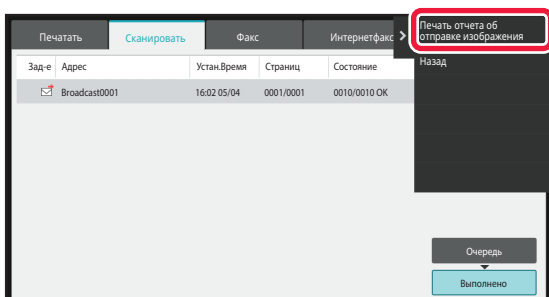 Печатать
Сканировать
Факс
Интернетфакс
Печать отчета об
отправке изображения
Зад-е
Адрес
Устан.Время
Страниц
Состояние
Назад
Broadcast0001
16:02 05/04
0001/0001
0010/0010 OK
Очередь
Выполнено